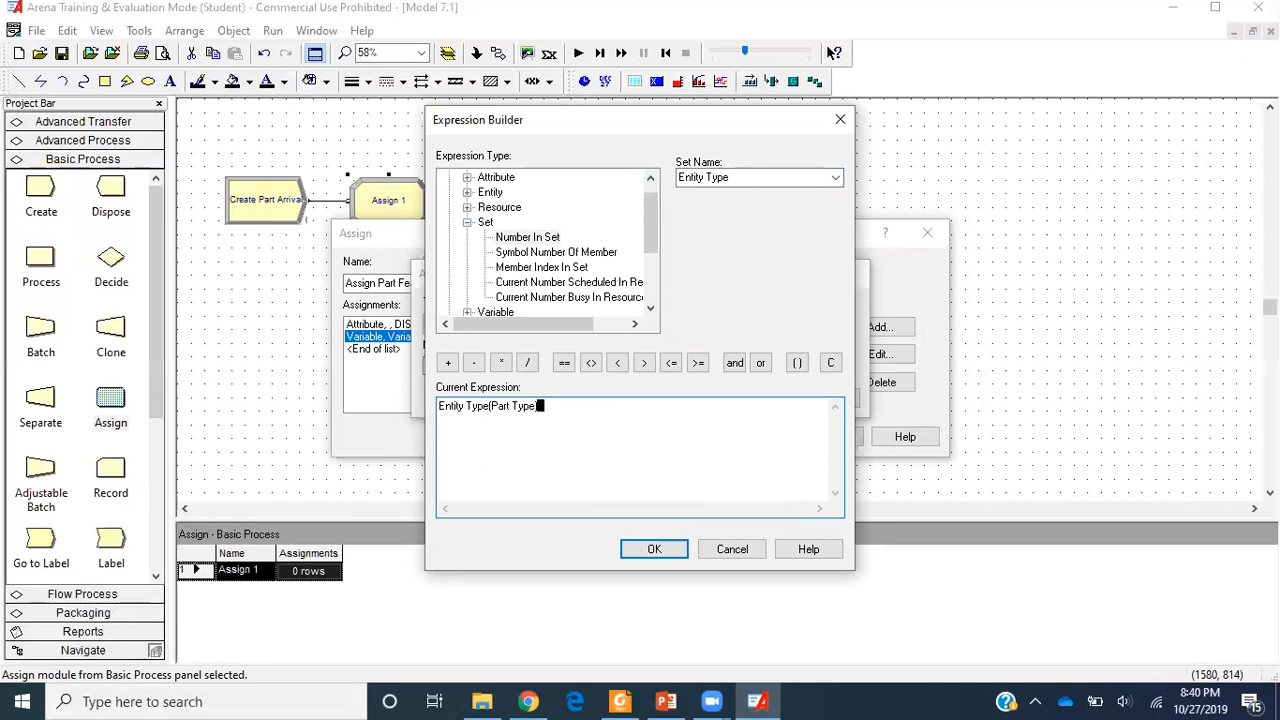 Arena Training & Evaluation Mode (Student) - Commercial Use Prohibited - [Model 7.1]
File Edit View Tools Arrange Object Run Window Help
58%
Project Bar
Advanced Transfer
Advanced Process
Basic Process
Create Dispose
Process Decide
Batch Clone
Separate Assign
Adjustable Batch Record
Go to Label Label
Flow Process
Packaging
Reports
Navigate
Create Part Arriva
Assign 1
Assign
Name:
Assign Part Fe
Assignments:
Attribute, , DIS
Variable, Varia
<End of list>
Add...
Edit...
Delete
Help
Expression Builder
Expression Type:
Attribute
Entity
Resource
Set
Number In Set
Symbol Number Of Member
Member Index In Set
Current Number Scheduled In Re
Current Number Busy In Resource
Variable
Set Name:
Entity Type
+ - * / == <> < > <= >= and or () C
Current Expression:
Entity Type(Part Type)
OK Cancel Help
Assign - Basic Process
Name Assignments
1 Assign 1 0 rows
Assign module from Basic Process panel selected.
(1580, 814)
Type here to search
8:40 PM
10/27/2019
15